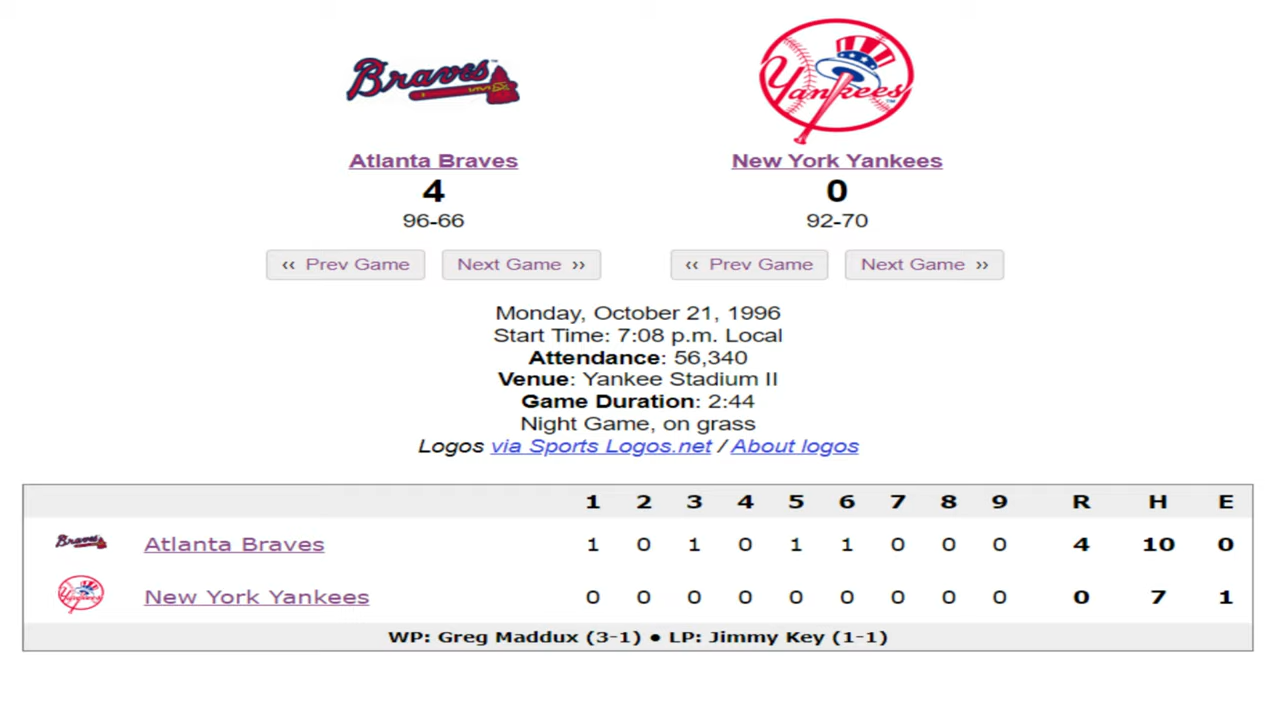 Braves
Yankees
Atlanta Braves New York Yankees
4 0
96-66 92-70
‹‹ Prev Game Next Game ›› ‹‹ Prev Game Next Game ››
Monday, October 21, 1996
Start Time: 7:08 p.m. Local
Attendance: 56,340
Venue: Yankee Stadium II
Game Duration: 2:44
Night Game, on grass
Logos via Sports Logos.net / About logos
1 2 3 4 5 6 7 8 9 R H E
Braves Atlanta Braves 1 0 1 0 1 1 0 0 0 4 10 0
Yankees New York Yankees 0 0 0 0 0 0 0 0 0 0 7 1
WP: Greg Maddux (3-1) • LP: Jimmy Key (1-1)